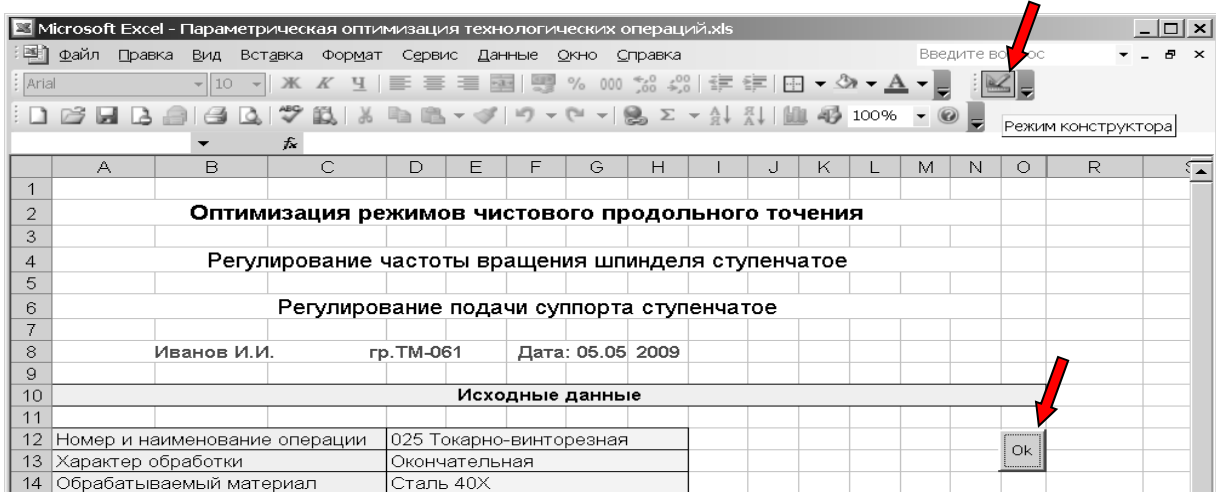 Microsoft Excel - Параметрическая оптимизация технологических операций.xls
Файл Правка Вид Вставка Формат Сервис Данные Окно Справка
Arial 10 Ж К Ч % 000
100%
Режим конструктора
fx
A B C D E F G H I J K L M N O R S
1
2 Оптимизация режимов чистового продольного точения
3
4 Регулирование частоты вращения шпинделя ступенчатое
5
6 Регулирование подачи суппорта ступенчатое
7
8 Иванов И.И. гр.ТМ-061 Дата: 05.05 2009
9
10 Исходные данные
11
12 Номер и наименование операции 025 Токарно-винторезная
13 Характер обработки Окончательная
14 Обрабатываемый материал Сталь 40Х
Ok